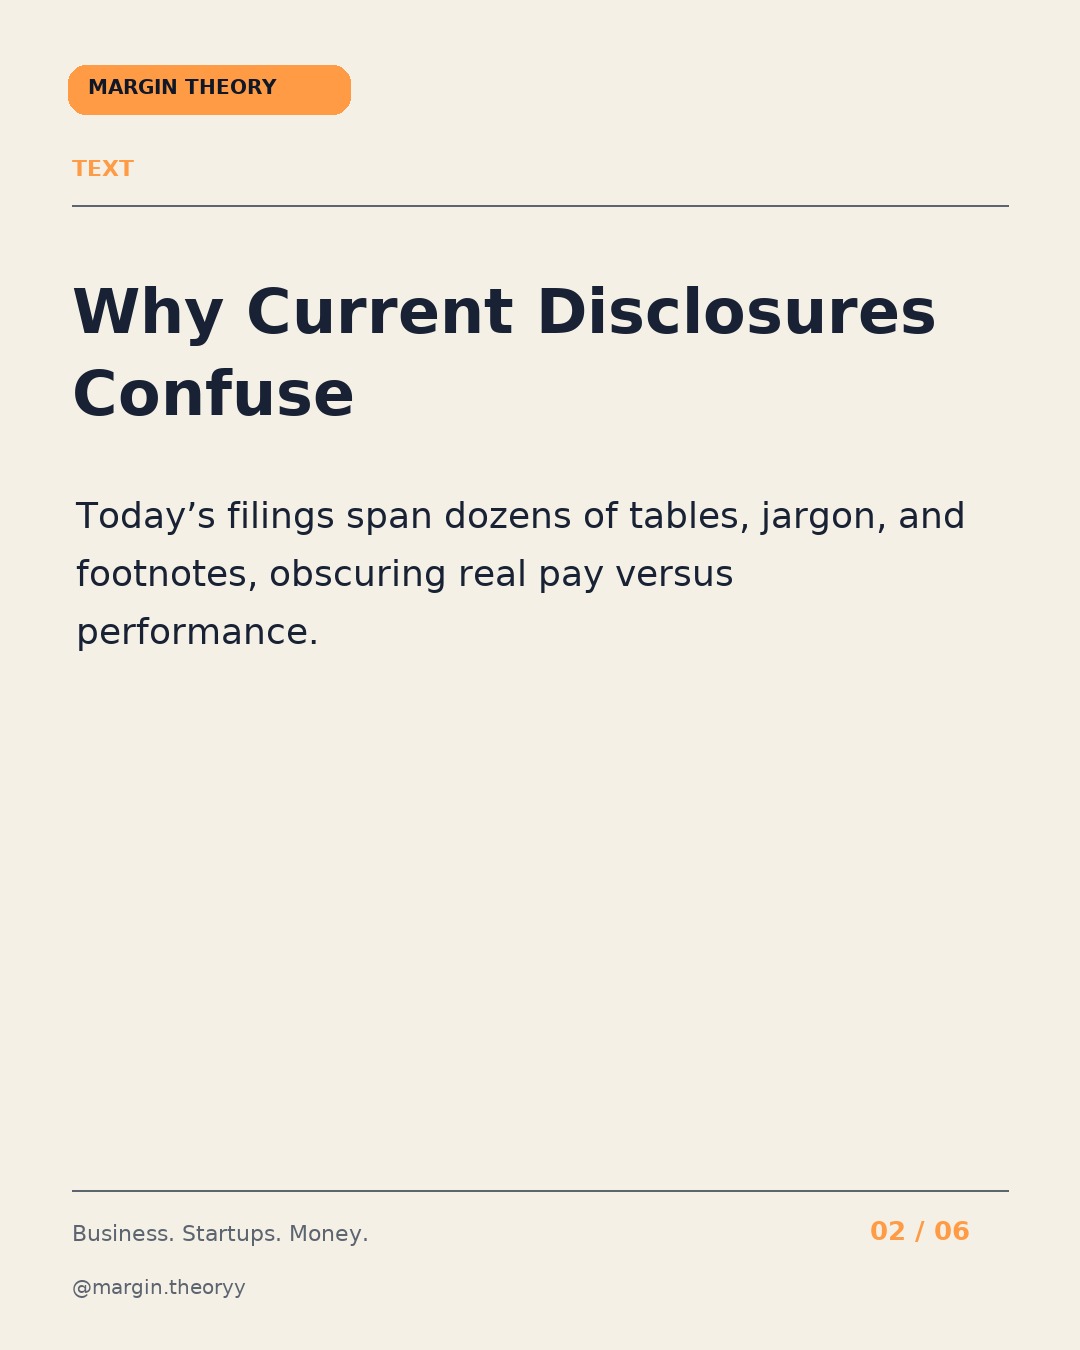 MARGIN THEORY
TEXT
Why Current Disclosures
Confuse
Today’s filings span dozens of tables, jargon, and
footnotes, obscuring real pay versus
performance.
Business. Startups. Money.
02 / 06
@margin.theoryy